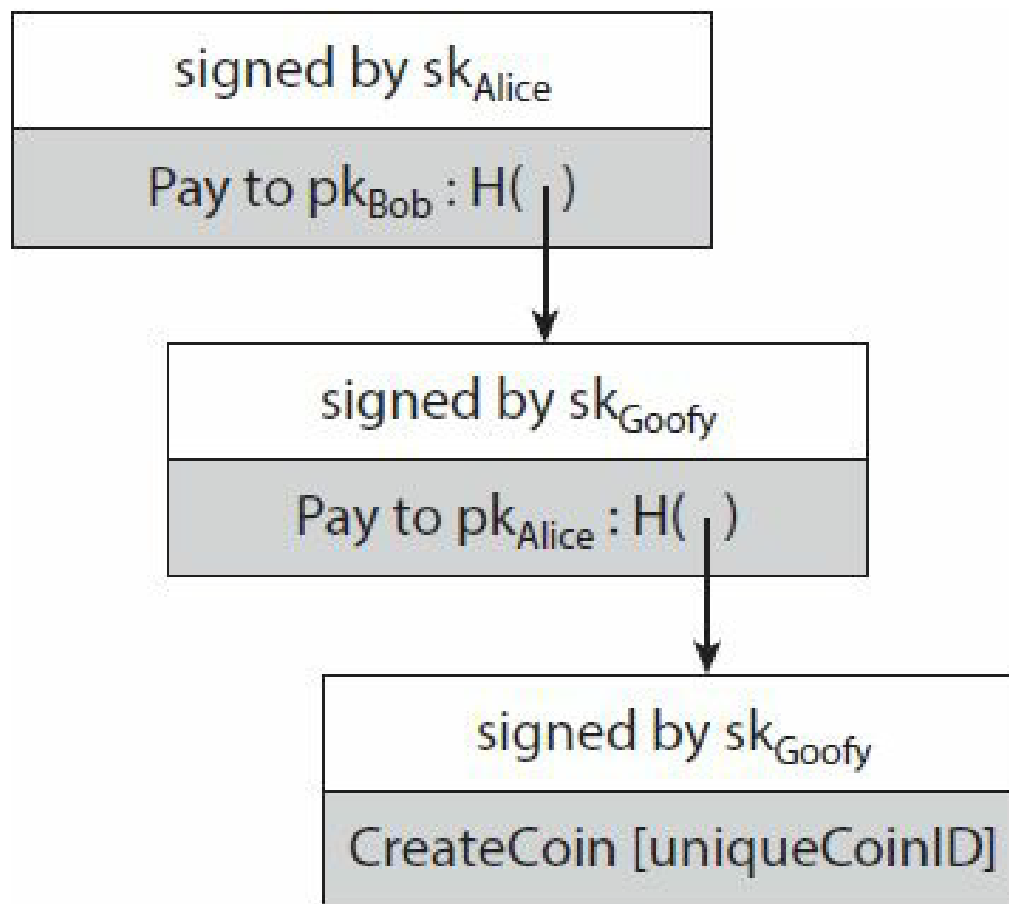 signed by skAlice
Pay to pkBob : H( )
signed by skGoofy
Pay to pkAlice : H( )
signed by skGoofy
CreateCoin [uniqueCoinID]